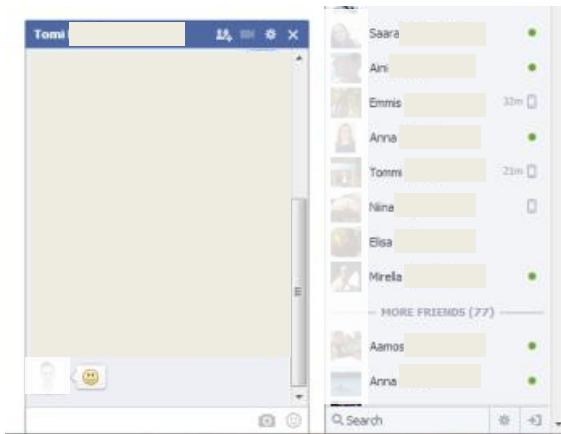 Tomi
Saara
Aini
Emmis
32m
Anna
Tommi
21m
Niina
Elisa
Mirella
MORE FRIENDS (77)
Aamos
Anna
Search